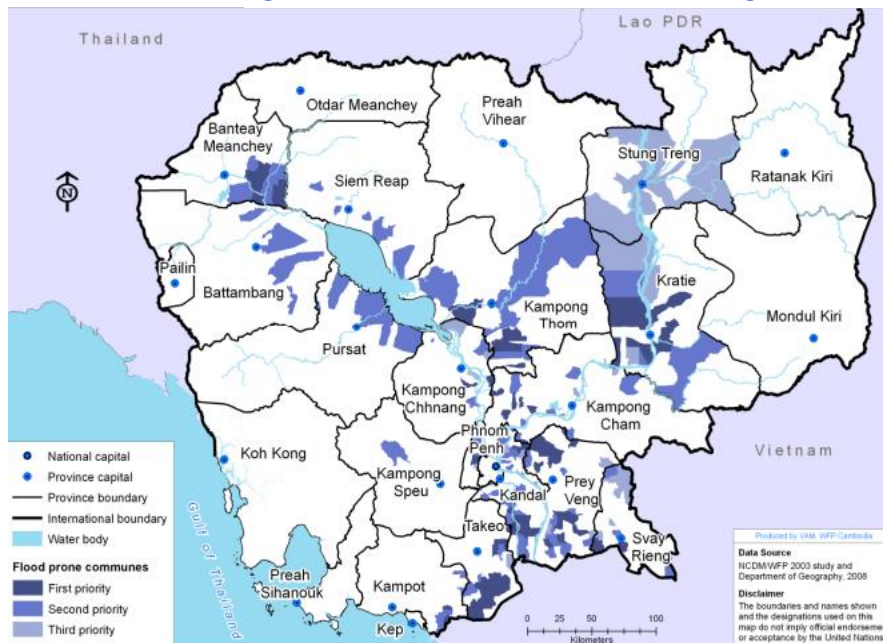 Thailand
Lao PDR
Otdar Meanchey
Preah
Vihear
Banteay
Meanchey
Stung Treng
Ratanak Kiri
Siem Reap
N
Pailin
Battambang
Kratie
Kampong
Thom
Mondul Kiri
Pursat
Kampong
Chhnang
Kampong
Cham
Phnom
Penh
Vietnam
Koh Kong
Kampong
Speu
Kandal
Prey
Veng
Takeo
Svay
Rieng
Gulf of Thailand
Preah
Sihanouk
Kampot
Kep
National capital
Province capital
Province boundary
International boundary
Water body
Flood prone communes
First priority
Second priority
Third priority
0 25 50 100
Kilometers
Produced by VAM, WFP Cambodia
Data Source
NCDM/WFP 2003 study and
Department of Geography, 2008
Disclaimer
The boundaries and names shown
and the designations used on this
map do not imply official endorseme
or acceptance by the United Nation